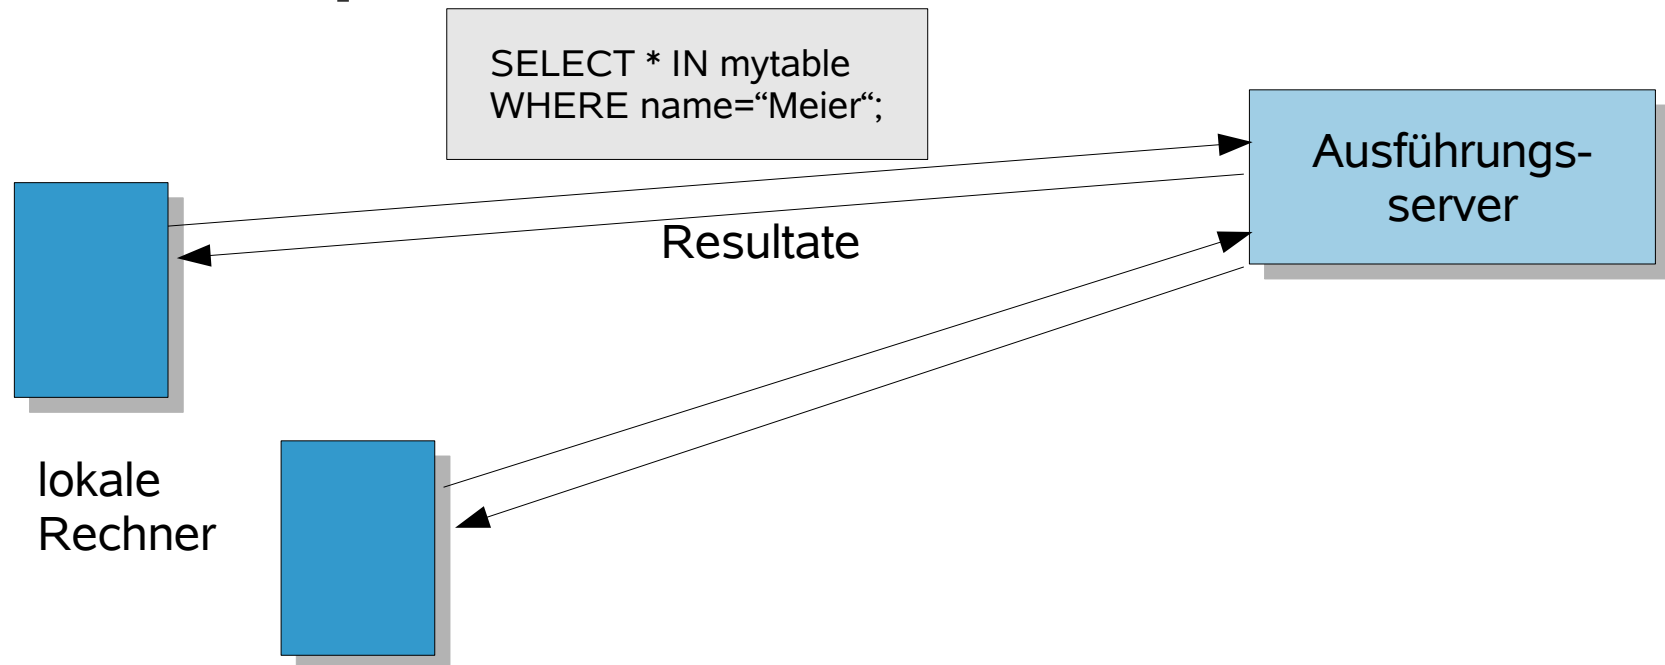 SELECT * IN mytable
WHERE name=“Meier“;
Ausführungs-
server
Resultate
lokale
Rechner